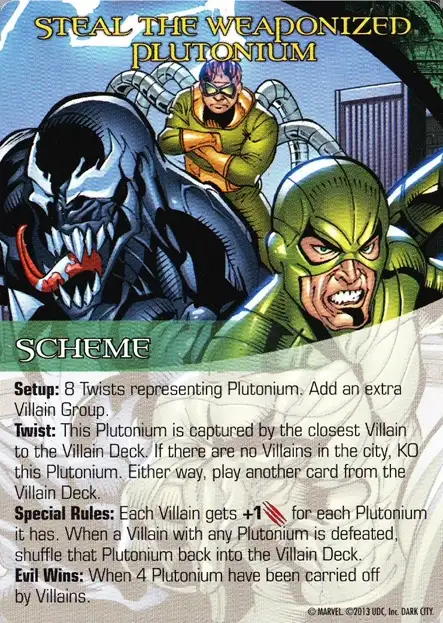 STEAL THE WEAPONIZED
PLUTONIUM
SCHEME
Setup: 8 Twists representing Plutonium. Add an extra
Villain Group.
Twist: This Plutonium is captured by the closest Villain
to the Villain Deck. If there are no Villains in the city, KO
this Plutonium. Either way, play another card from the
Villain Deck.
Special Rules: Each Villain gets +1 for each Plutonium
it has. When a Villain with any Plutonium is defeated,
shuffle that Plutonium back into the Villain Deck.
Evil Wins: When 4 Plutonium have been carried off
by Villains.
© MARVEL. ©2013 UDC, Inc. DARK CITY.